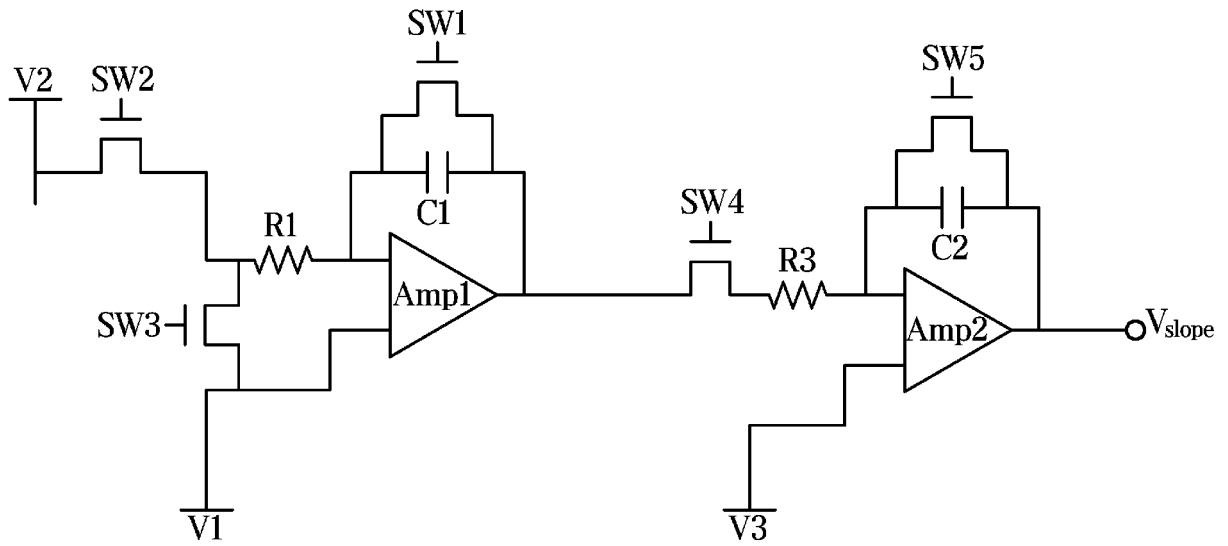 SW1
SW5
V2
SW2
C1
SW4
C2
R1
R3
Amp1
SW3
Amp2
Vslope
V1
V3